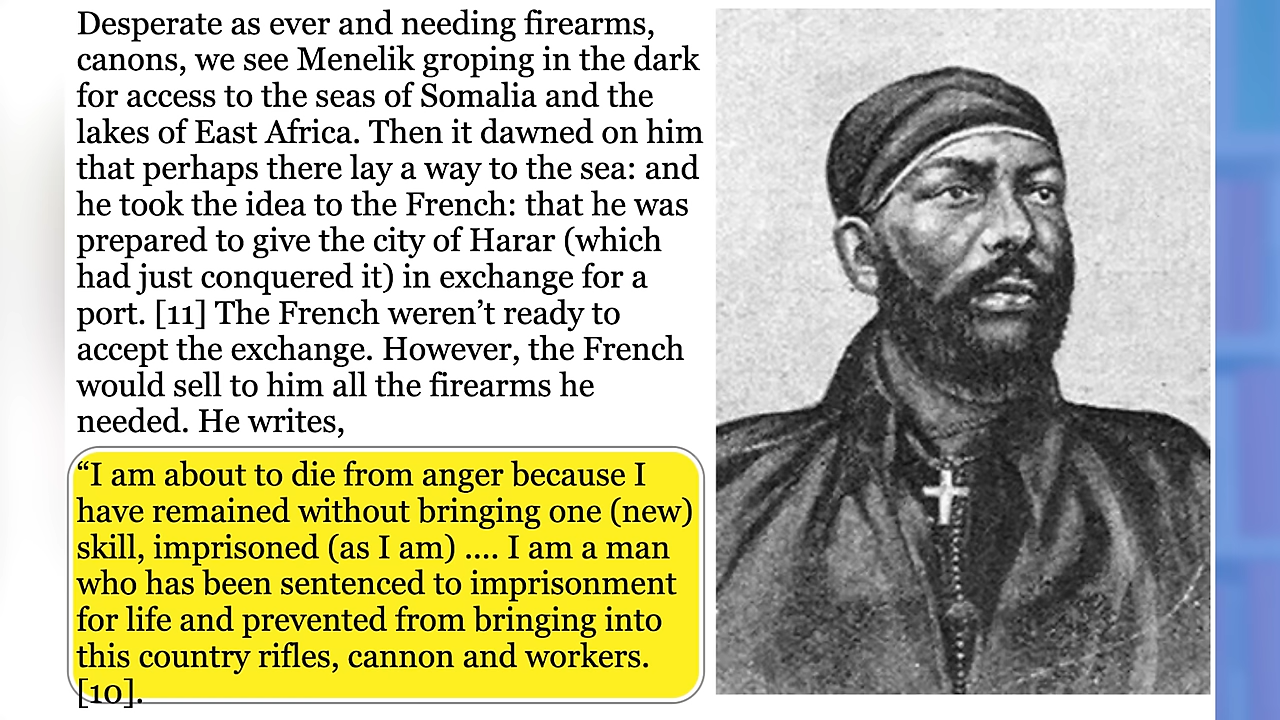 Desperate as ever and needing firearms,
canons, we see Menelik groping in the dark
for access to the seas of Somalia and the
lakes of East Africa. Then it dawned on him
that perhaps there lay a way to the sea: and
he took the idea to the French: that he was
prepared to give the city of Harar (which
had just conquered it) in exchange for a
port. [11] The French weren’t ready to
accept the exchange. However, the French
would sell to him all the firearms he
needed. He writes,
“I am about to die from anger because I
have remained without bringing one (new)
skill, imprisoned (as I am) .... I am a man
who has been sentenced to imprisonment
for life and prevented from bringing into
this country rifles, cannon and workers.
[10].